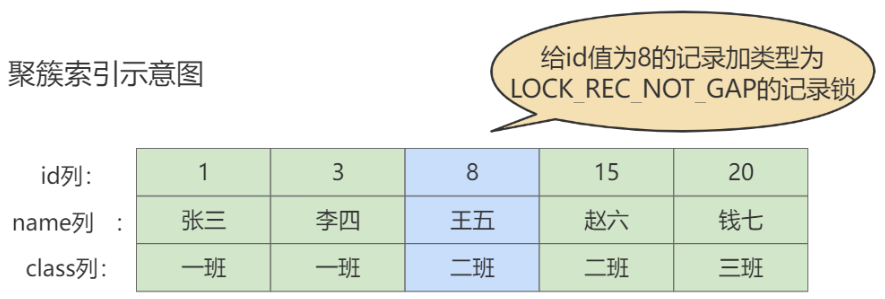 给id值为8的记录加类型为
LOCK_REC_NOT_GAP的记录锁
聚簇索引示意图
id列： 1 3 8 15 20
name列 ： 张三 李四 王五 赵六 钱七
class列： 一班 一班 二班 二班 三班